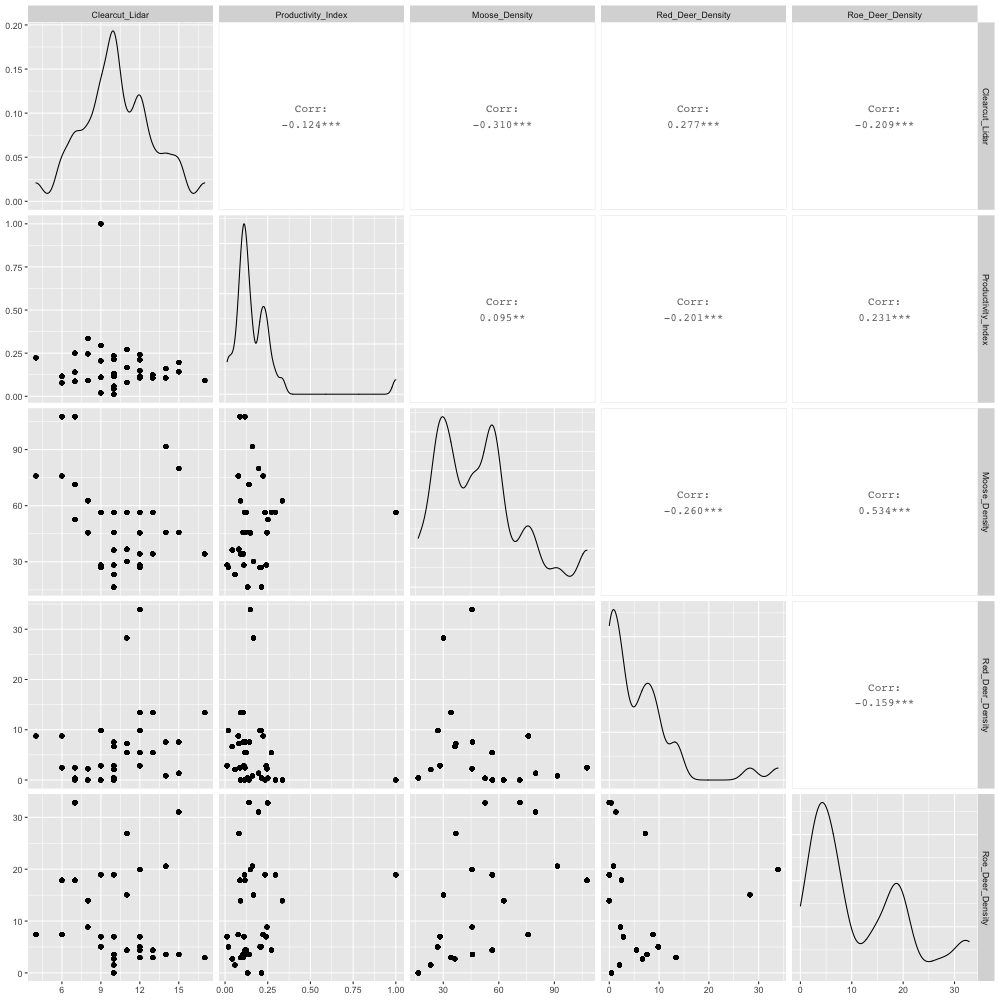 Clearcut_Lidar Productivity_Index Moose_Density Red_Deer_Density Roe_Deer_Density
0.20
0.15
0.10
0.05
0.00
Corr:
-0.124***
Corr:
-0.310***
Corr:
0.277***
Corr:
-0.209***
Clearcut_Lidar
1.00
0.75
0.50
0.25
0.00
Corr:
0.095**
Corr:
-0.201***
Corr:
0.231***
Productivity_Index
90
60
30
Corr:
-0.260***
Corr:
0.534***
Moose_Density
30
20
10
0
Corr:
-0.159***
Red_Deer_Density
30
20
10
0
Roe_Deer_Density
6 9 12 15 0.00 0.25 0.50 0.75 1.00 30 60 90 0 10 20 30 0 10 20 30